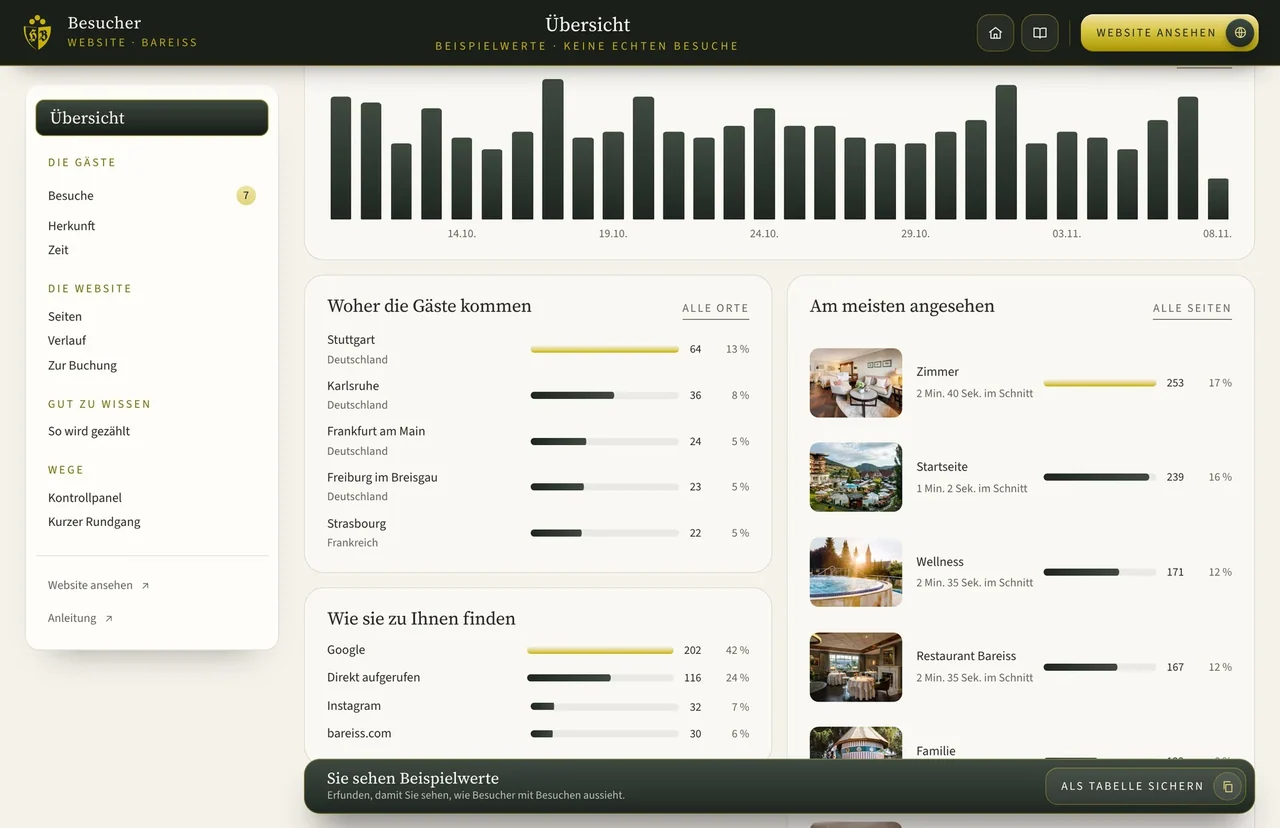 Besucher
WEBSITE · BAREISS
Übersicht
BEISPIELWERTE · KEINE ECHTEN BESUCHE
WEBSITE ANSEHEN
Übersicht
DIE GÄSTE
Besuche 7
Herkunft
Zeit
DIE WEBSITE
Seiten
Verlauf
Zur Buchung
GUT ZU WISSEN
So wird gezählt
WEGE
Kontrollpanel
Kurzer Rundgang
Website ansehen ↗
Anleitung ↗
14.10. 19.10. 24.10. 29.10. 03.11. 08.11.
Woher die Gäste kommen ALLE ORTE
Stuttgart
Deutschland
64 13 %
Karlsruhe
Deutschland
36 8 %
Frankfurt am Main
Deutschland
24 5 %
Freiburg im Breisgau
Deutschland
23 5 %
Strasbourg
Frankreich
22 5 %
Wie sie zu Ihnen finden
Google 202 42 %
Direkt aufgerufen 116 24 %
Instagram 32 7 %
bareiss.com 30 6 %
Am meisten angesehen ALLE SEITEN
Zimmer
2 Min. 40 Sek. im Schnitt
253 17 %
Startseite
1 Min. 2 Sek. im Schnitt
239 16 %
Wellness
2 Min. 35 Sek. im Schnitt
171 12 %
Restaurant Bareiss
2 Min. 35 Sek. im Schnitt
167 12 %
Familie
Sie sehen Beispielwerte
Erfunden, damit Sie sehen, wie Besucher mit Besuchen aussieht.
ALS TABELLE SICHERN